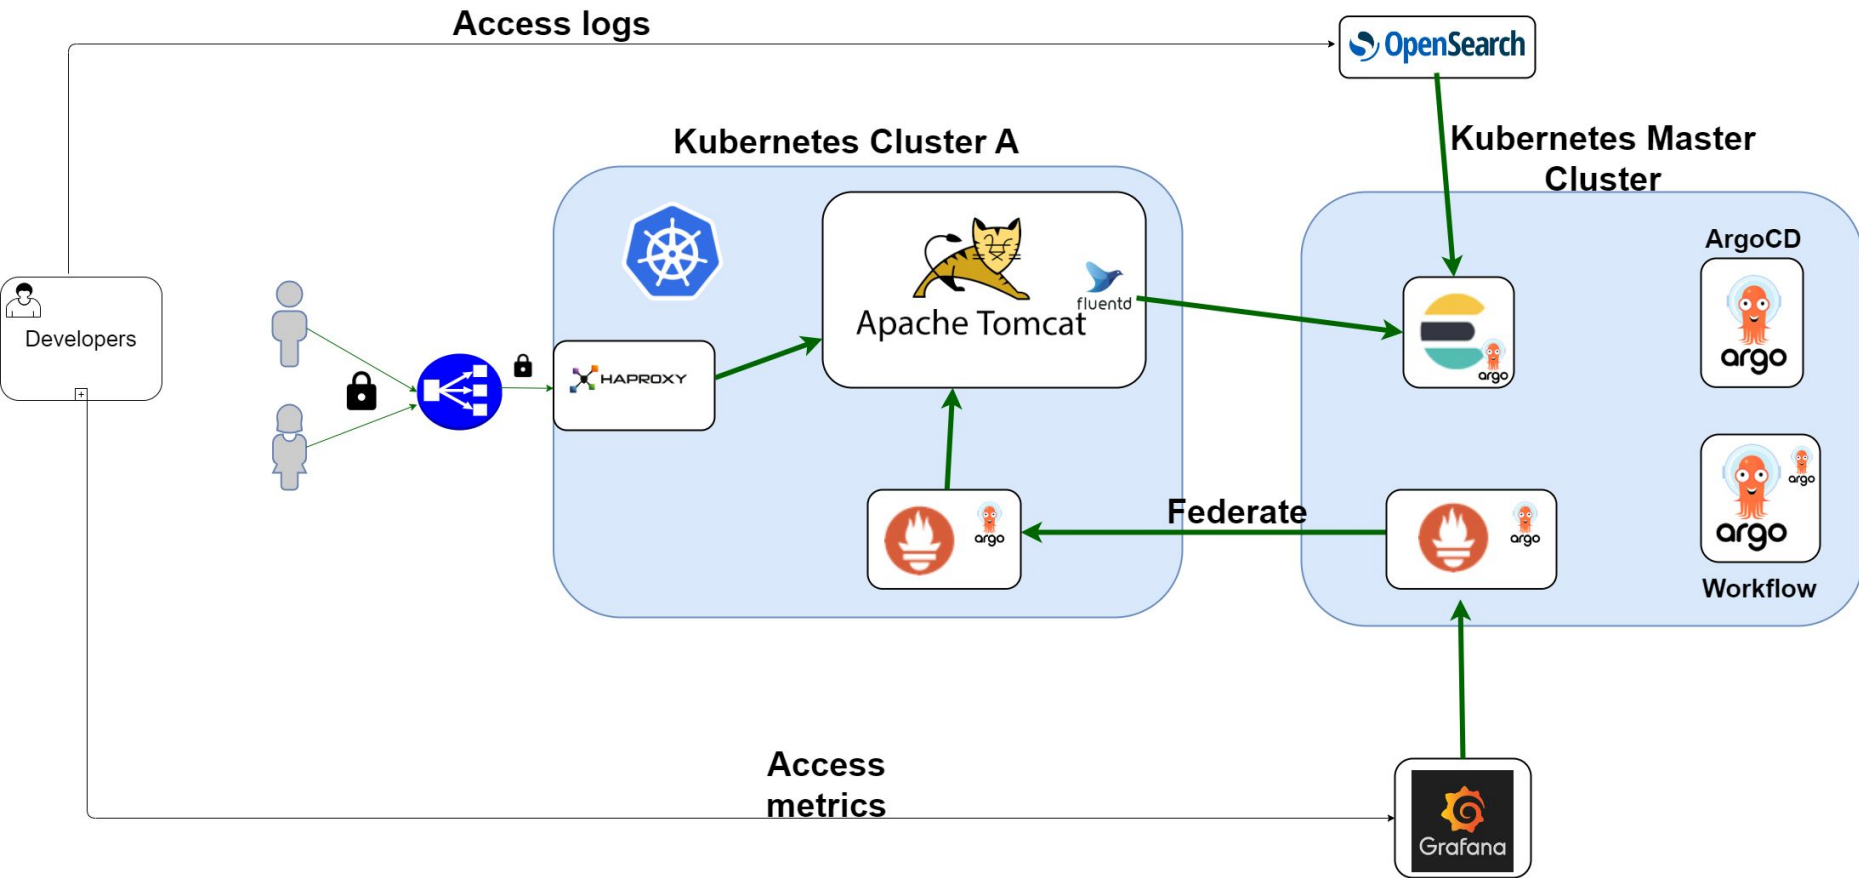 Access logs
OpenSearch
Kubernetes Cluster A
Kubernetes Master
Cluster
ArgoCD
fluentd
Apache Tomcat
Developers
argo
argo
HAPROXY
argo
argo
Federate
argo
argo
argo
Workflow
Access
metrics
Grafana